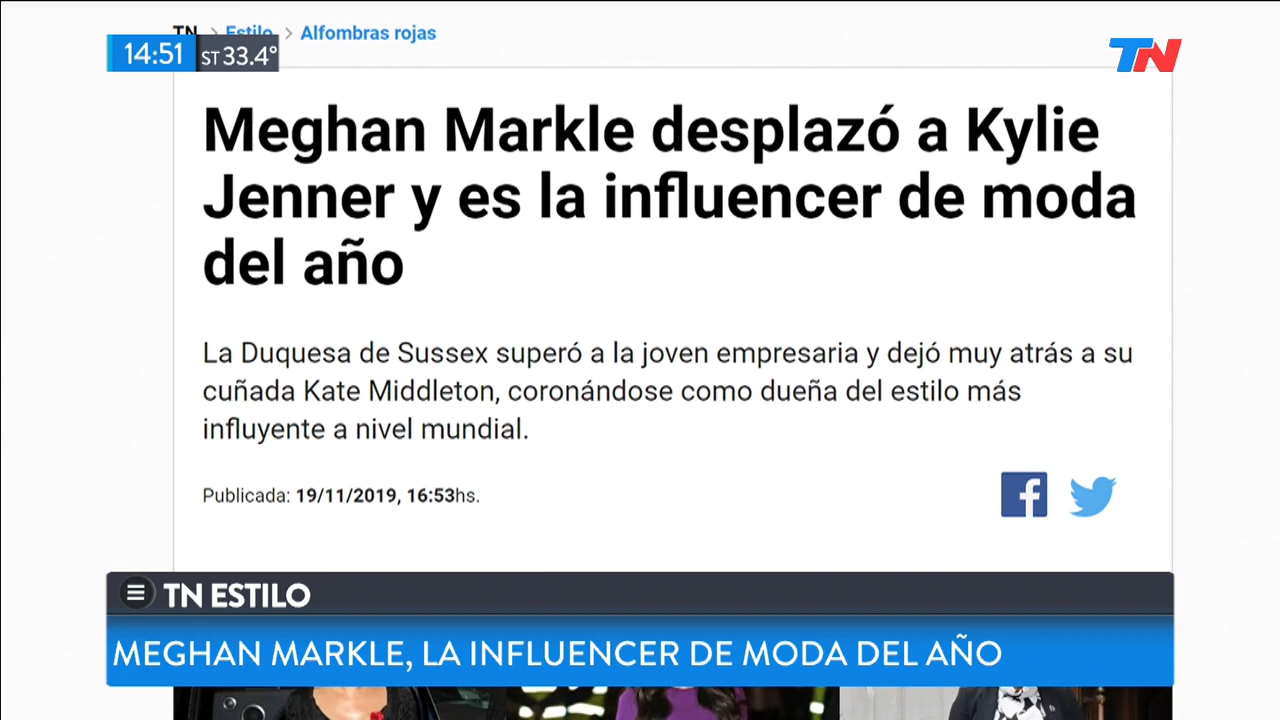 TN > Estilo > Alfombras rojas
14:51 ST 33.4°
TN
Meghan Markle desplazó a Kylie
Jenner y es la influencer de moda
del año
La Duquesa de Sussex superó a la joven empresaria y dejó muy atrás a su
cuñada Kate Middleton, coronándose como dueña del estilo más
influyente a nivel mundial.
Publicada: 19/11/2019, 16:53hs.
TN ESTILO
MEGHAN MARKLE, LA INFLUENCER DE MODA DEL AÑO